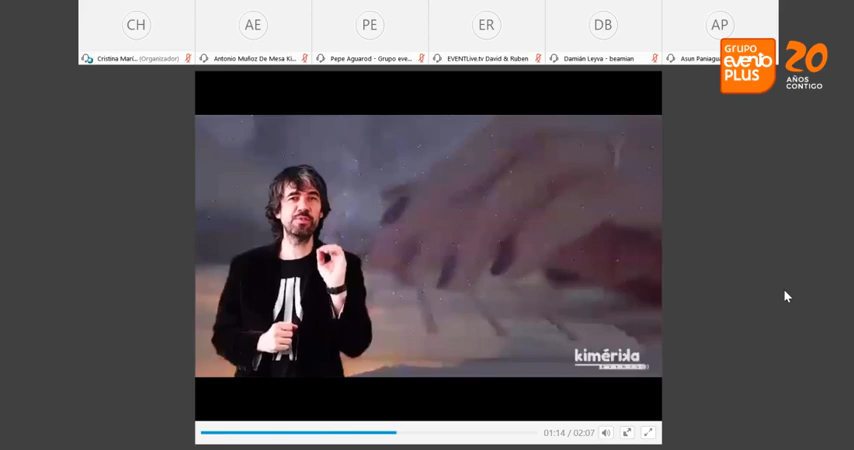 CH
AE
PE
ER
DB
AP
Cristina Marí... (Organizador)
Antonio Muñoz De Mesa Ki...
Pepe Aguarod - Grupo eve...
EVENTLive.tv David & Ruben
Damián Leyva - beamian
Asun Paniagu
GRUPO
evento
PLUS
20
AÑOS
CONTIGO
kimérika
01:14 / 02:07